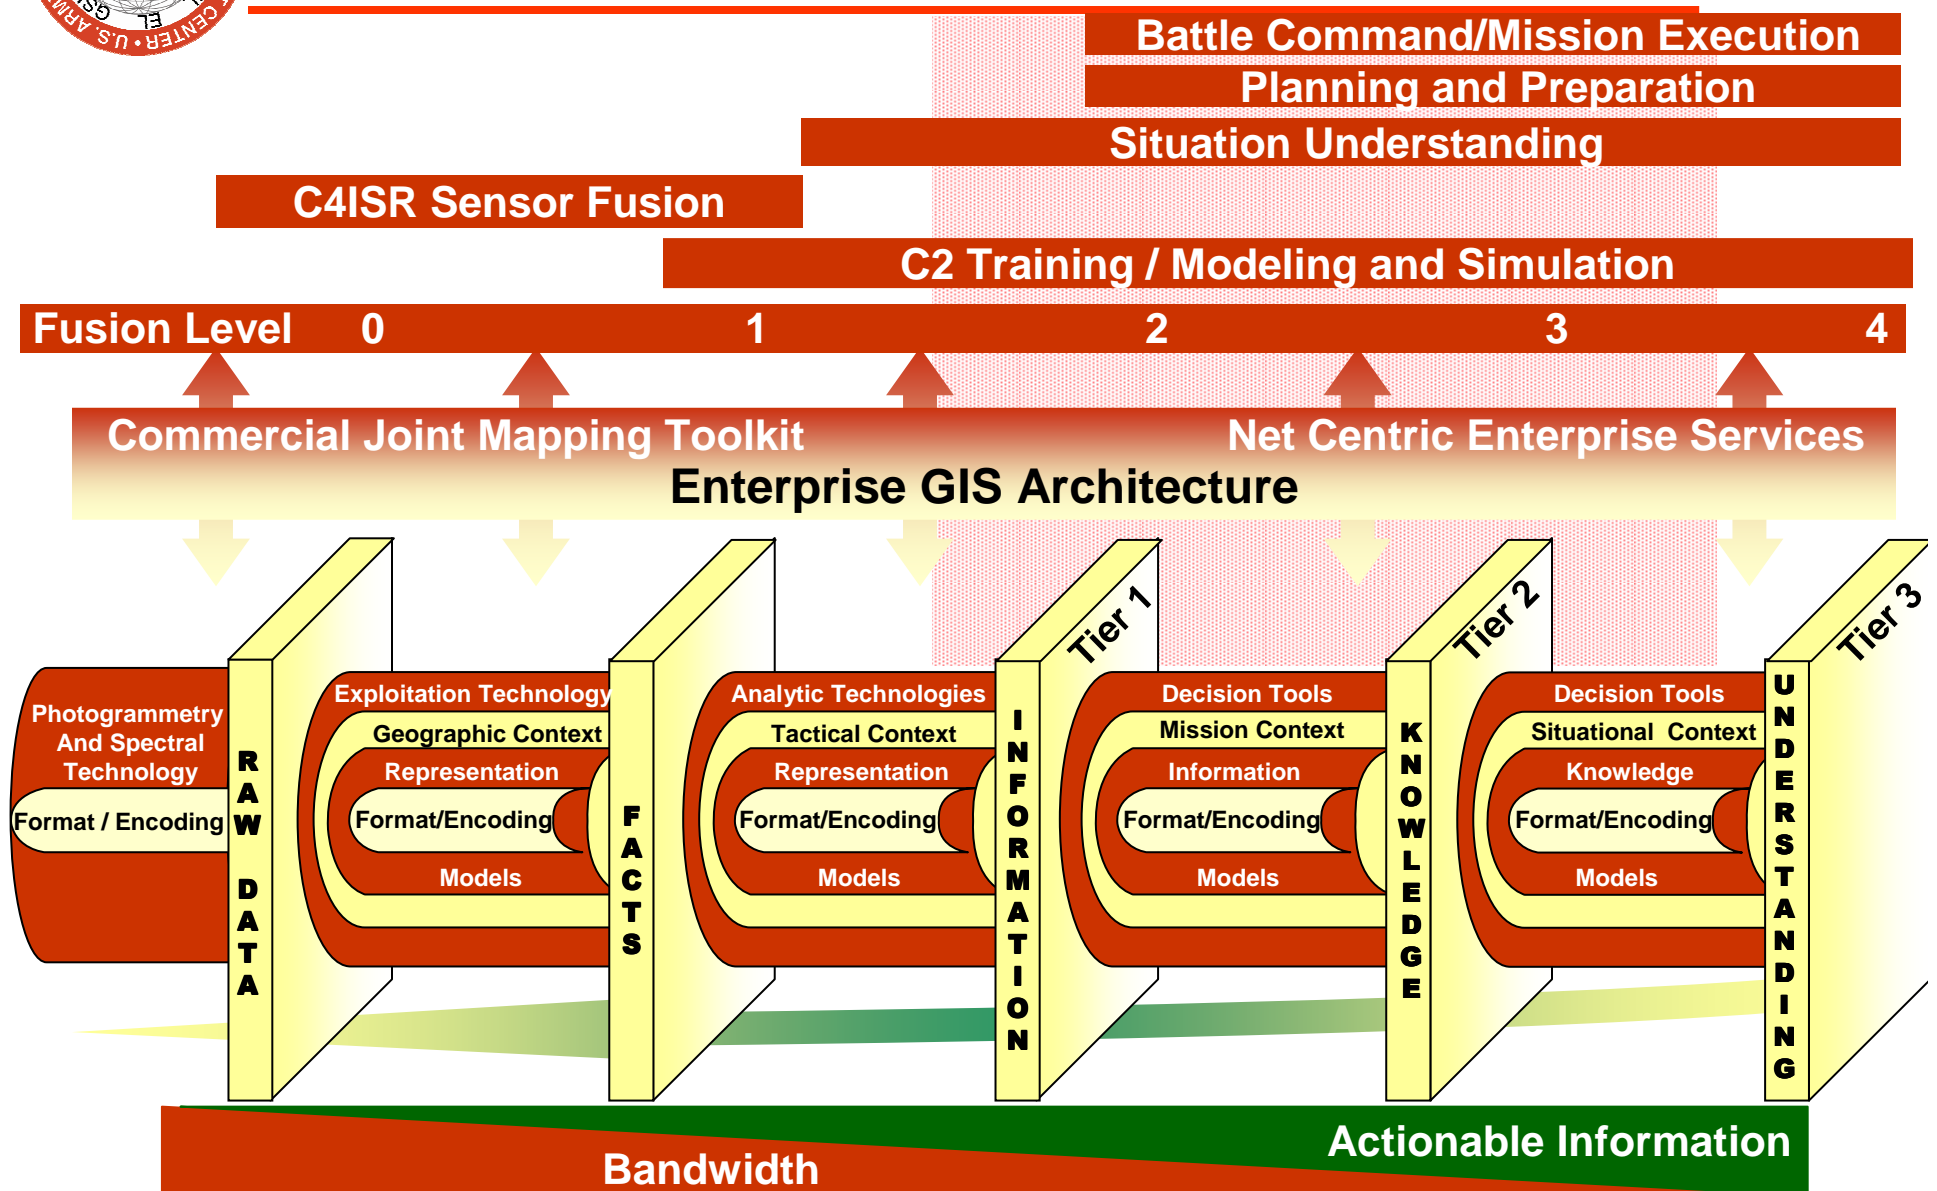 CENTER • U.S. ARMY
GSL
EL
Battle Command/Mission Execution
Planning and Preparation
Situation Understanding
C4ISR Sensor Fusion
C2 Training / Modeling and Simulation
Fusion Level 0 1 2 3 4
Commercial Joint Mapping Toolkit Net Centric Enterprise Services
Enterprise GIS Architecture
Tier 1
Tier 2
Tier 3
Photogrammetry
And Spectral
Technology
Format / Encoding
RAW DATA
Exploitation Technology
Geographic Context
Representation
Format/Encoding
Models
FACTS
Analytic Technologies
Tactical Context
Representation
Format/Encoding
Models
INFORMATION
Decision Tools
Mission Context
Information
Format/Encoding
Models
KNOWLEDGE
Decision Tools
Situational Context
Knowledge
Format/Encoding
Models
UNDERSTANDING
Actionable Information
Bandwidth